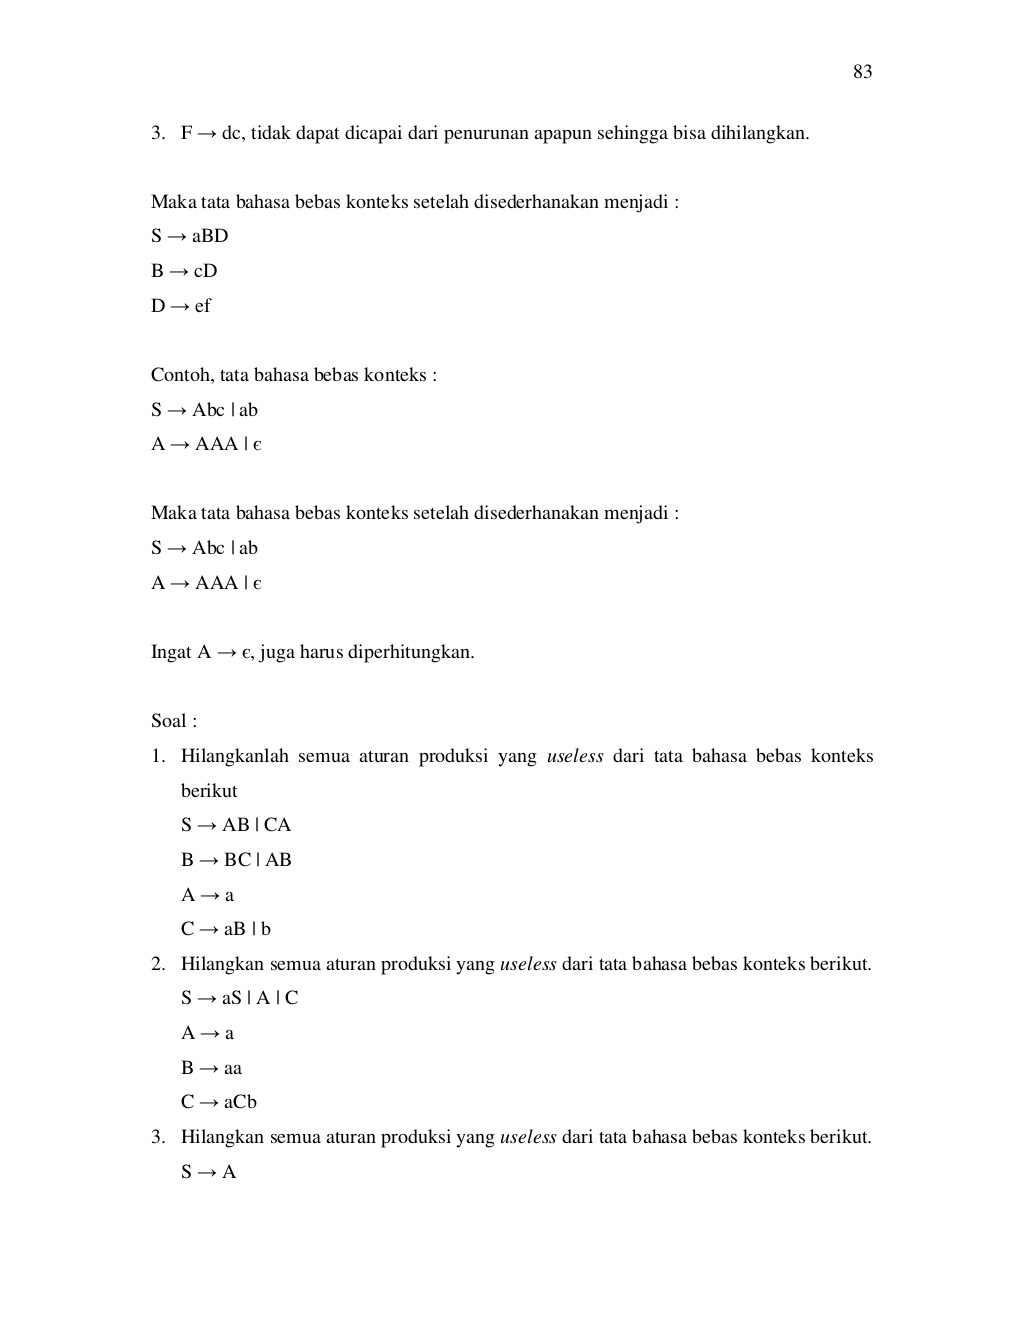 83
3. F → dc, tidak dapat dicapai dari penurunan apapun sehingga bisa dihilangkan.
Maka tata bahasa bebas konteks setelah disederhanakan menjadi :
S → aBD
B → cD
D → ef
Contoh, tata bahasa bebas konteks :
S → Abc | ab
A → AAA | є
Maka tata bahasa bebas konteks setelah disederhanakan menjadi :
S → Abc | ab
A → AAA | є
Ingat A → є, juga harus diperhitungkan.
Soal :
1. Hilangkanlah semua aturan produksi yang useless dari tata bahasa bebas konteks
berikut
S → AB | CA
B → BC | AB
A → a
C → aB | b
2. Hilangkan semua aturan produksi yang useless dari tata bahasa bebas konteks berikut.
S → aS | A | C
A → a
B → aa
C → aCb
3. Hilangkan semua aturan produksi yang useless dari tata bahasa bebas konteks berikut.
S → A